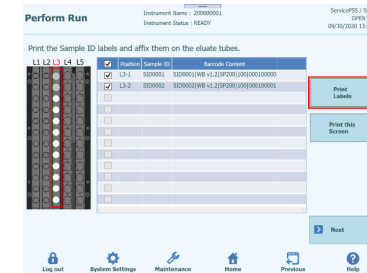 Perform Run
Instrument Name : 200680001
Instrument Status : READY
ServicePSS / S
OPEN
09/30/2020 13:
Print the Sample ID labels and affix them on the eluate tubes.
L1 L2 L3 L4 L5
Position Sample ID Barcode Content
L3-1 SID0001 SID0001|WB v1.2|SP200|100|000100000
L3-2 SID0002 SID0002|WB v1.2|SP200|100|000100001
Print
Labels
Print this
Screen
Next
Log out System Settings Maintenance Home Previous Help